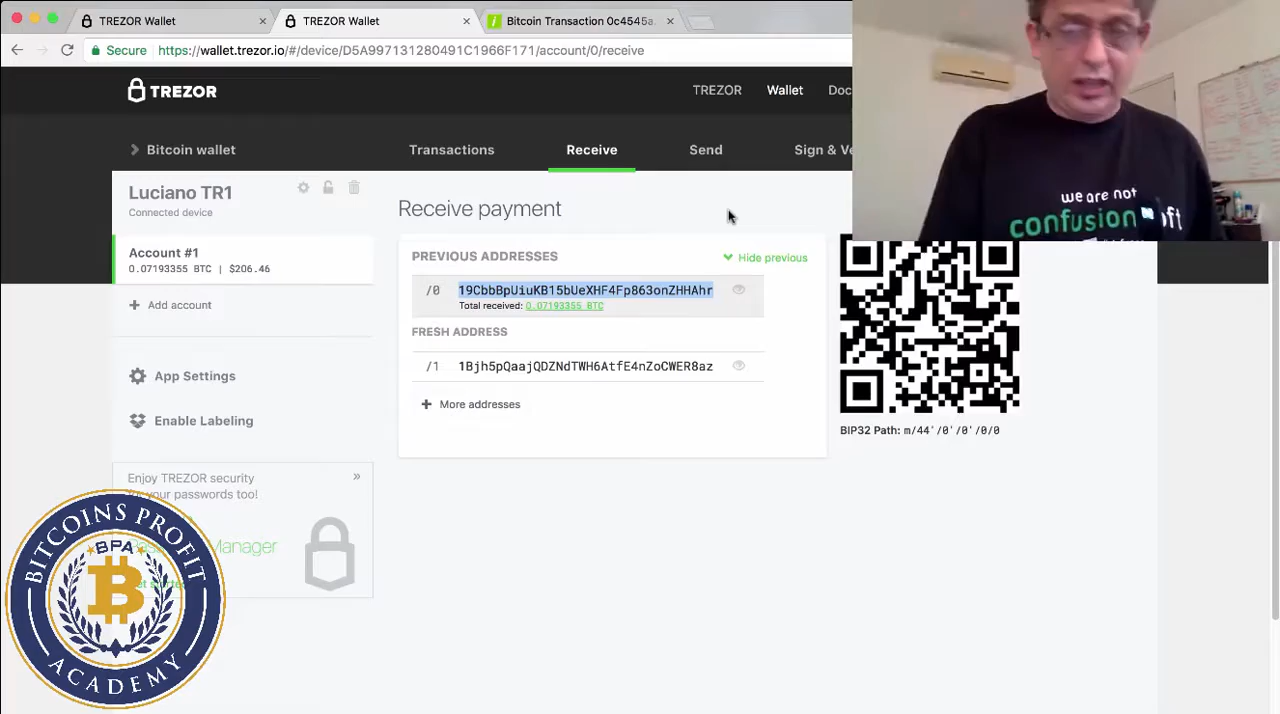 TREZOR Wallet
TREZOR Wallet
Bitcoin Transaction 0c4545a
Secure https://wallet.trezor.io/#/device/D5A997131280491C1966F171/account/0/receive
TREZOR
TREZOR Wallet Doc
Bitcoin wallet
Transactions Receive Send Sign & Ve
Luciano TR1
Connected device
Account #1
0.07193355 BTC | $206.46
Add account
App Settings
Enable Labeling
Enjoy TREZOR security
your passwords too!
Manager
Receive payment
PREVIOUS ADDRESSES
Hide previous
/0 19CbbBpUiuKB15bUeXHF4Fp863onZHHAhr
Total received: 0.07193355 BTC
FRESH ADDRESS
/1 1Bjh5pQaajQDZNdTWH6AtfE4nZoCWER8az
More addresses
BIP32 Path: m/44'/0'/0'/0/0
we are not
confusion
BITCOINS PROFIT
BPA
ACADEMY